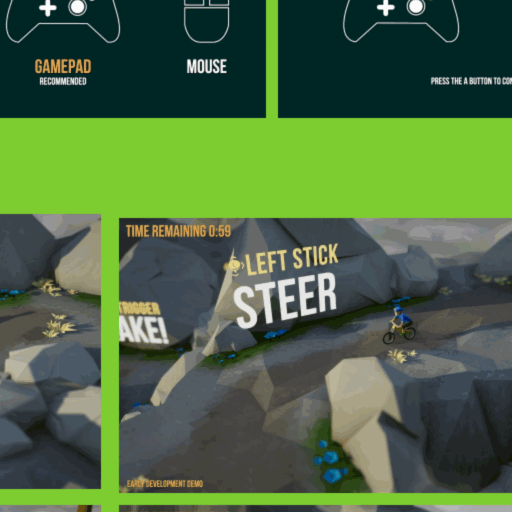 GAMEPAD
RECOMMENDED
MOUSE
PRESS THE A BUTTON TO
TIME REMAINING 0:59
LEFT STICK
STEER
TRIGGER
AKE!
EARLY DEVELOPMENT DEMO